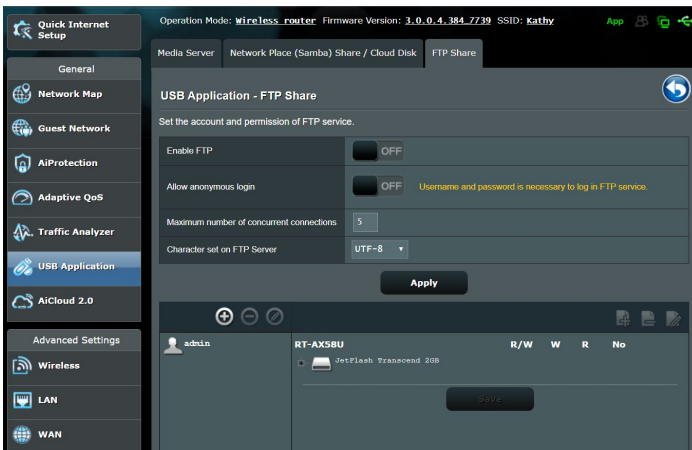 Quick Internet
Setup
Operation Mode: Wireless router Firmware Version: 3.0.0.4.384_7739 SSID: Kathy
App
Media Server
Network Place (Samba) Share / Cloud Disk
FTP Share
General
Network Map
Guest Network
AiProtection
Adaptive QoS
Traffic Analyzer
USB Application
AiCloud 2.0
Advanced Settings
Wireless
LAN
WAN
USB Application - FTP Share
Set the account and permission of FTP service.
Enable FTP
OFF
Allow anonymous login
OFF
Username and password is necessary to log in FTP service.
Maximum number of concurrent connections
5
Character set on FTP Server
UTF-8
Apply
admin
RT-AX58U
R/W W R No
JetFlash Transcend 2GB
Save